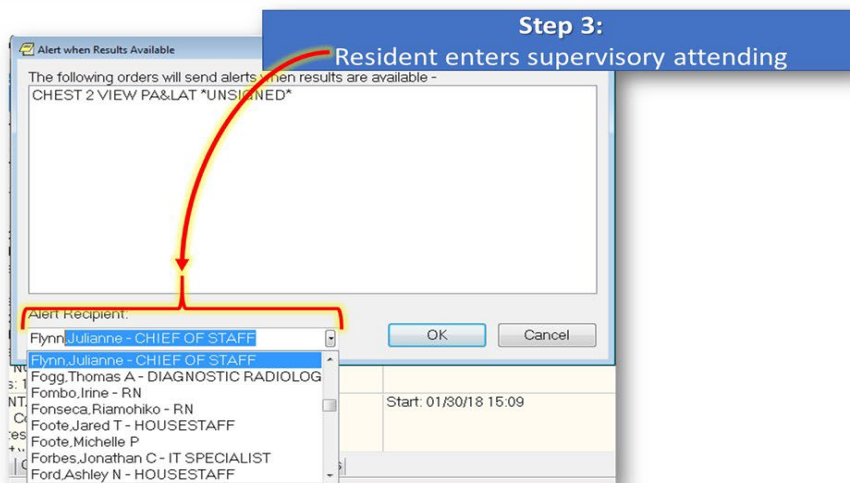 Step 3:
Resident enters supervisory attending
Alert when Results Available
The following orders will send alerts when results are available -
CHEST 2 VIEW PA&LAT *UNSIGNED*
Alert Recipient:
Flynn,Julianne - CHIEF OF STAFF
OK
Cancel
Flynn,Julianne - CHIEF OF STAFF
Fogg,Thomas A - DIAGNOSTIC RADIOLOG
Fombo,Irine - RN
Fonseca,Riamohiko - RN
Foote,Jared T - HOUSESTAFF
Foote,Michelle P
Forbes,Jonathan C - IT SPECIALIST
Ford,Ashley N - HOUSESTAFF
Start: 01/30/18 15:09